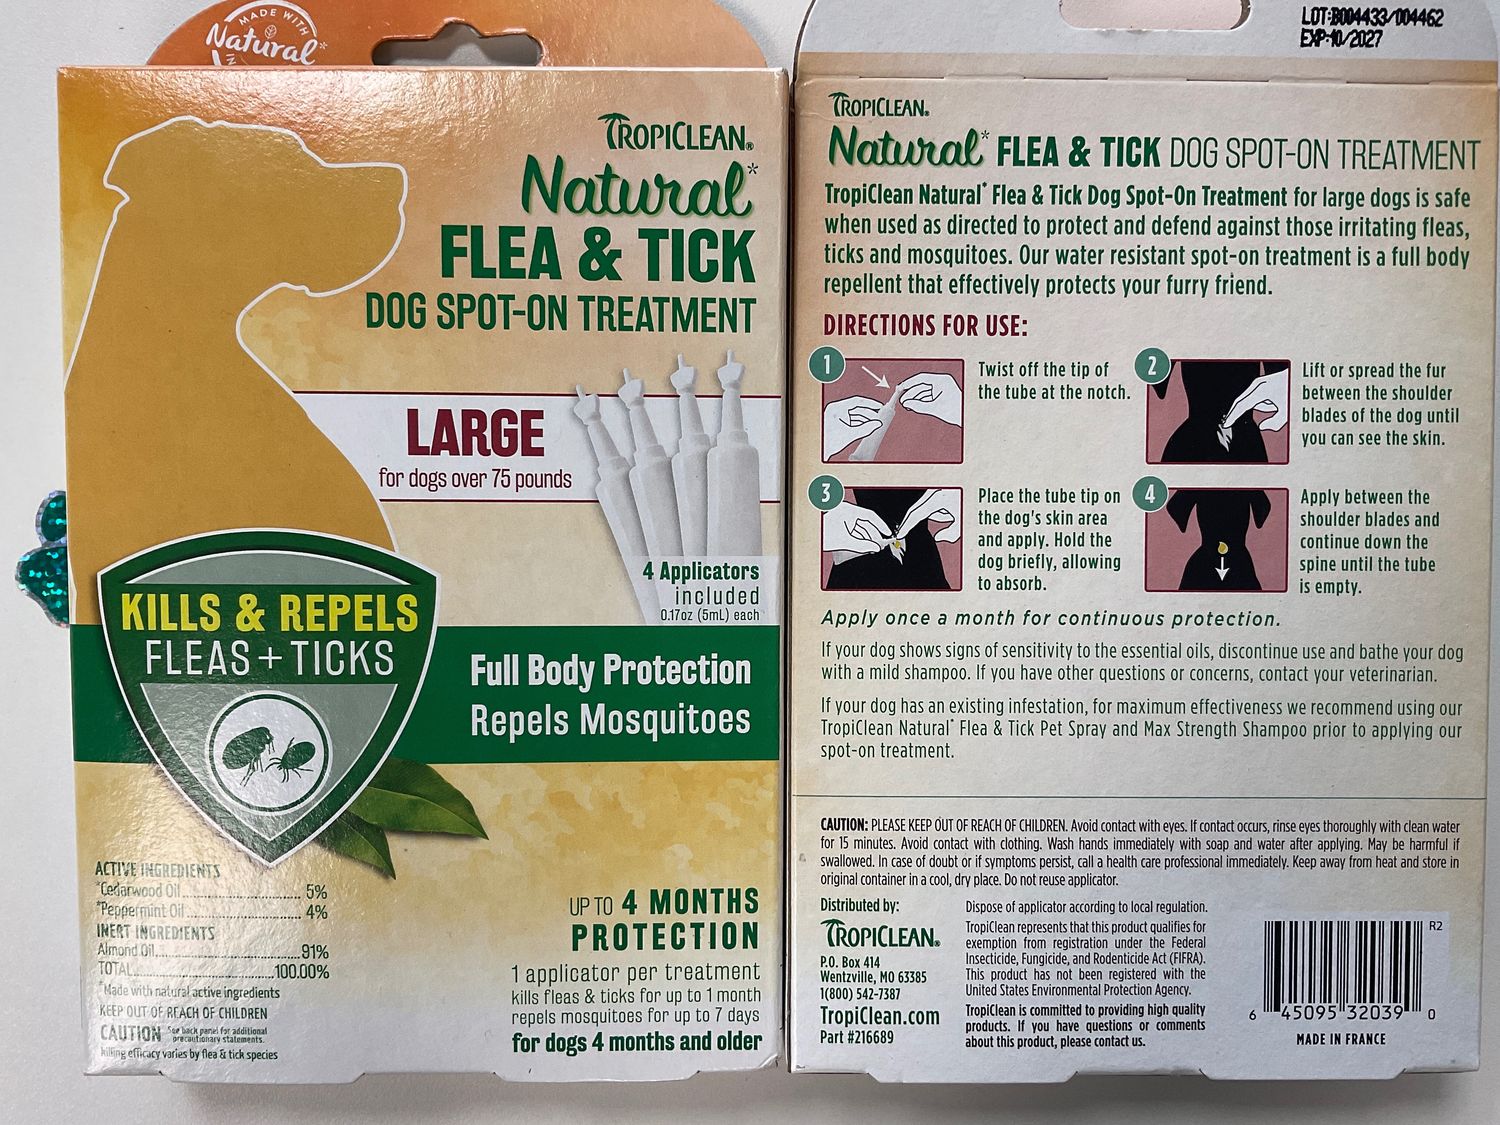 MADE WITH
Natural*
IN
TROPICLEAN®
Natural*
FLEA & TICK
DOG SPOT-ON TREATMENT
LARGE
for dogs over 75 pounds
4 Applicators
included
0.17oz (5mL) each
KILLS & REPELS
FLEAS + TICKS
Full Body Protection
Repels Mosquitoes
ACTIVE INGREDIENTS
*Cedarwood Oil 5%
*Peppermint Oil 4%
INERT INGREDIENTS
Almond Oil 91%
TOTAL 100.00%
*Made with natural active ingredients
KEEP OUT OF REACH OF CHILDREN
CAUTION See back panel for additional
precautionary statements.
killing efficacy varies by flea & tick species
UP TO 4 MONTHS
PROTECTION
1 applicator per treatment
kills fleas & ticks for up to 1 month
repels mosquitoes for up to 7 days
for dogs 4 months and older
LOT:B004433/004462
EXP:10/2027
TROPICLEAN®
Natural* FLEA & TICK DOG SPOT-ON TREATMENT
TropiClean Natural* Flea & Tick Dog Spot-On Treatment for large dogs is safe
when used as directed to protect and defend against those irritating fleas,
ticks and mosquitoes. Our water resistant spot-on treatment is a full body
repellent that effectively protects your furry friend.
DIRECTIONS FOR USE:
1
Twist off the tip of
the tube at the notch.
2
Lift or spread the fur
between the shoulder
blades of the dog until
you can see the skin.
3
Place the tube tip on
the dog's skin area
and apply. Hold the
dog briefly, allowing
to absorb.
4
Apply between the
shoulder blades and
continue down the
spine until the tube
is empty.
Apply once a month for continuous protection.
If your dog shows signs of sensitivity to the essential oils, discontinue use and bathe your dog
with a mild shampoo. If you have other questions or concerns, contact your veterinarian.
If your dog has an existing infestation, for maximum effectiveness we recommend using our
TropiClean Natural* Flea & Tick Pet Spray and Max Strength Shampoo prior to applying our
spot-on treatment.
CAUTION: PLEASE KEEP OUT OF REACH OF CHILDREN. Avoid contact with eyes. If contact occurs, rinse eyes thoroughly with clean water
for 15 minutes. Avoid contact with clothing. Wash hands immediately with soap and water after applying. May be harmful if
swallowed. In case of doubt or if symptoms persist, call a health care professional immediately. Keep away from heat and store in
original container in a cool, dry place. Do not reuse applicator.
Distributed by:
TROPICLEAN®
P.O. Box 414
Wentzville, MO 63385
1(800) 542-7387
TropiClean.com
Part #216689
Dispose of applicator according to local regulation.
TropiClean represents that this product qualifies for
exemption from registration under the Federal
Insecticide, Fungicide, and Rodenticide Act (FIFRA).
This product has not been registered with the
United States Environmental Protection Agency.
TropiClean is committed to providing high quality
products. If you have questions or comments
about this product, please contact us.
R2
6 45095 32039 0
MADE IN FRANCE